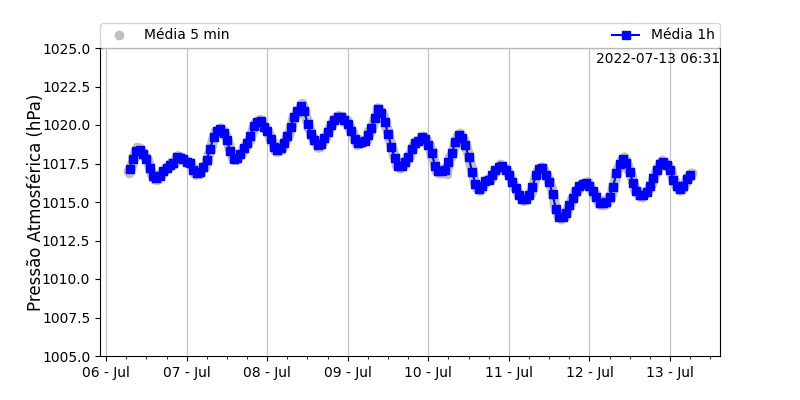 Média 5 min
Média 1h
2022-07-13 06:31
Pressão Atmosférica (hPa)
1025.0
1022.5
1020.0
1017.5
1015.0
1012.5
1010.0
1007.5
1005.0
06 - Jul
07 - Jul
08 - Jul
09 - Jul
10 - Jul
11 - Jul
12 - Jul
13 - Jul